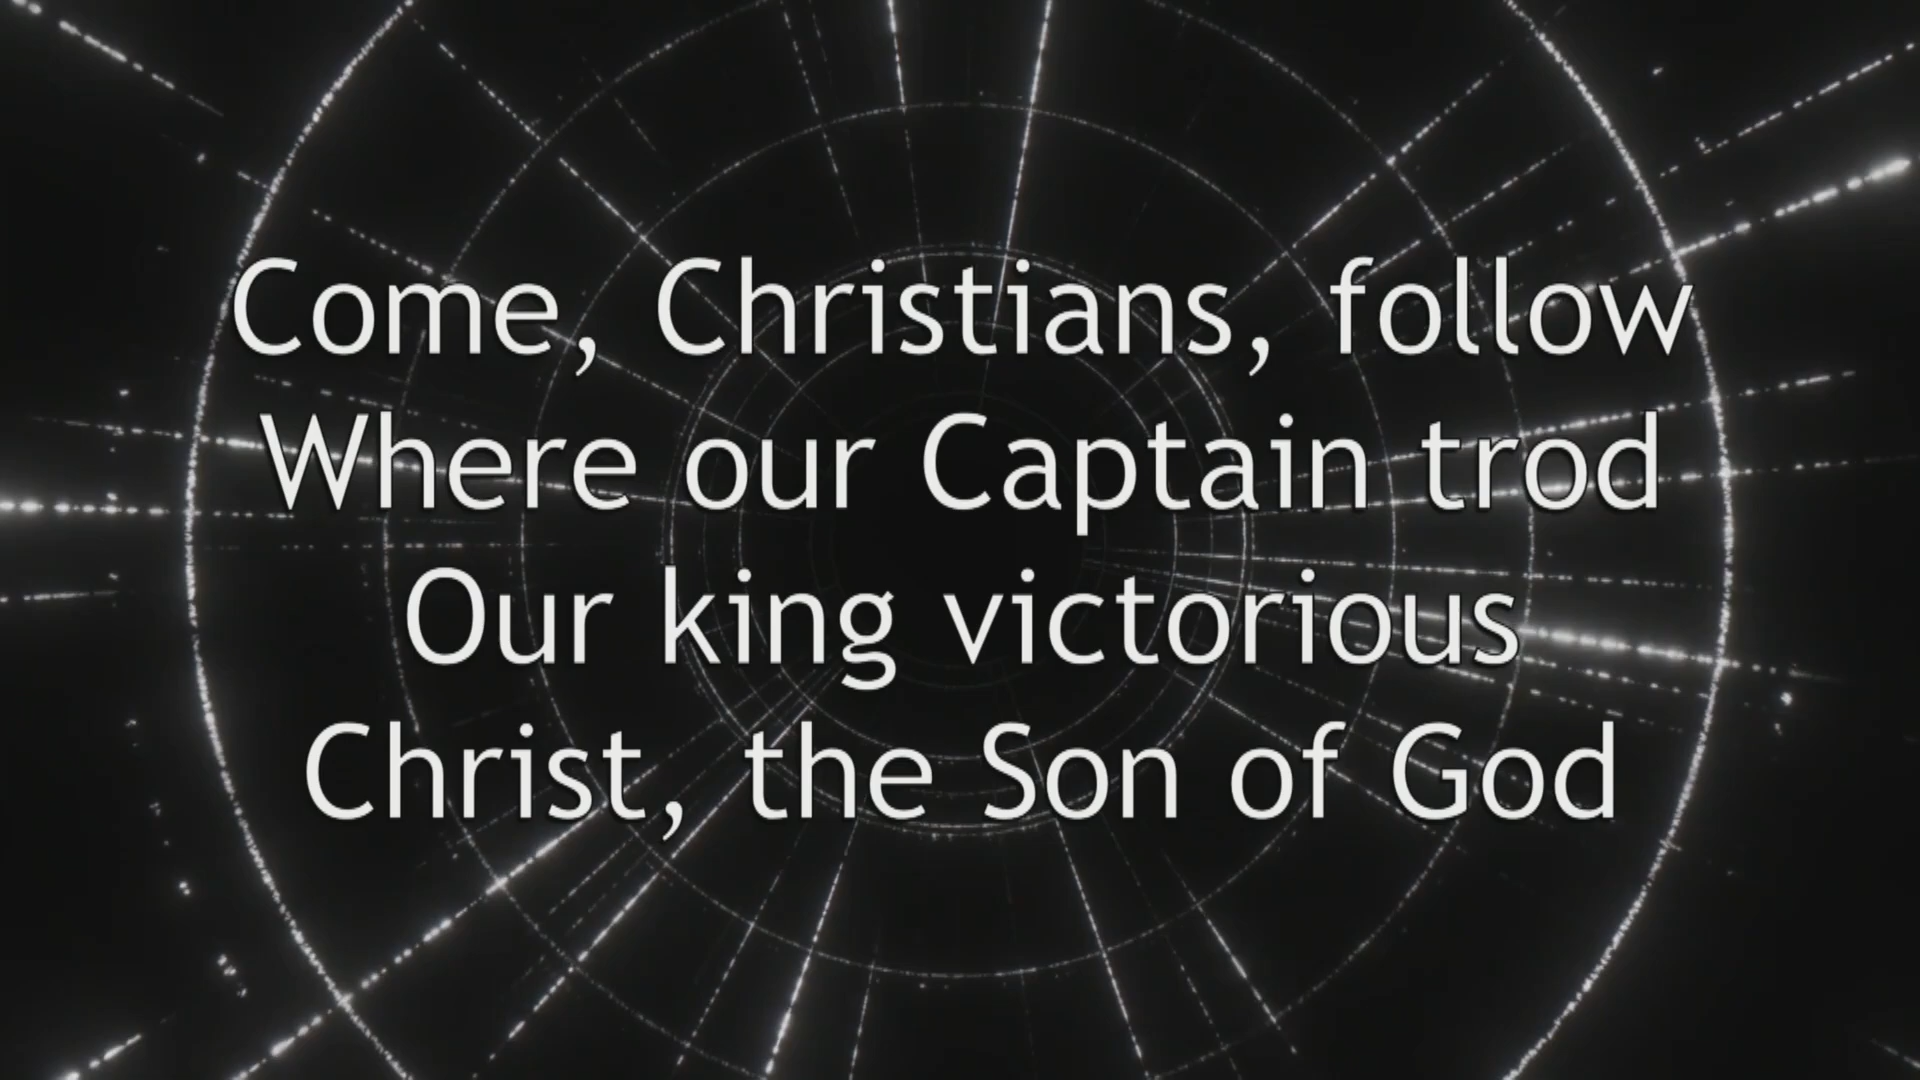 Come, Christians, follow
Where our Captain trod
Our king victorious
Christ, the Son of God